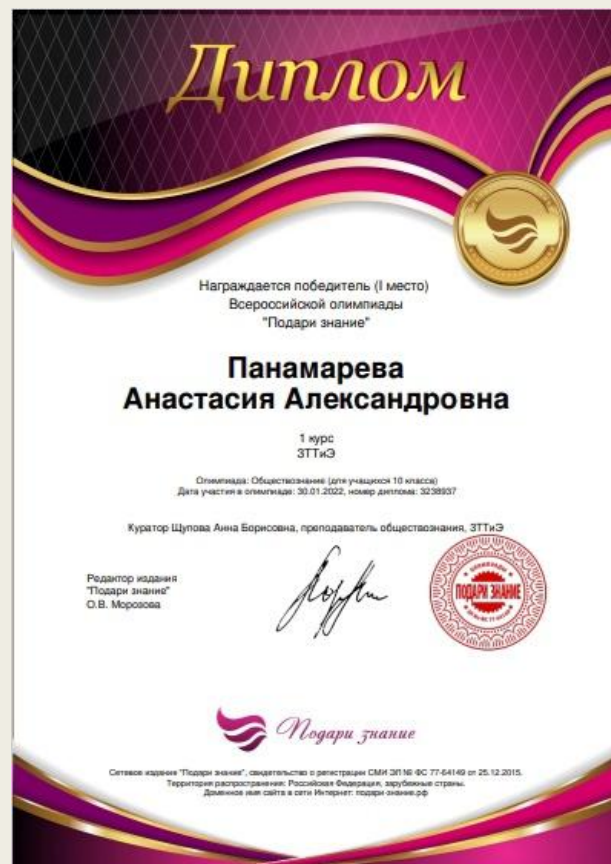 Диплом
Награждается победитель (I место)
Всероссийской олимпиады
"Подари знание"
Панамарева
Анастасия Александровна
1 курс
ЗТТиЭ
Олимпиада: Обществознание (для учащихся 10 класса)
Дата участия в олимпиаде: 30.01.2022, номер диплома: 3238937
Куратор Щупова Анна Борисовна, преподаватель обществознания, ЗТТиЭ
Редактор издания
"Подари знание"
О.В. Морозова
ОЛИМПИАДЫ
ПОДАРИ ЗНАНИЕ
Подари знание
Сетевое издание "Подари знание", свидетельство о регистрации СМИ ЭЛ № ФС 77-64149 от 25.12.2015.
Территория распространения: Российская Федерация, зарубежные страны.
Доменное имя сайта в сети Интернет: подари-знание.рф